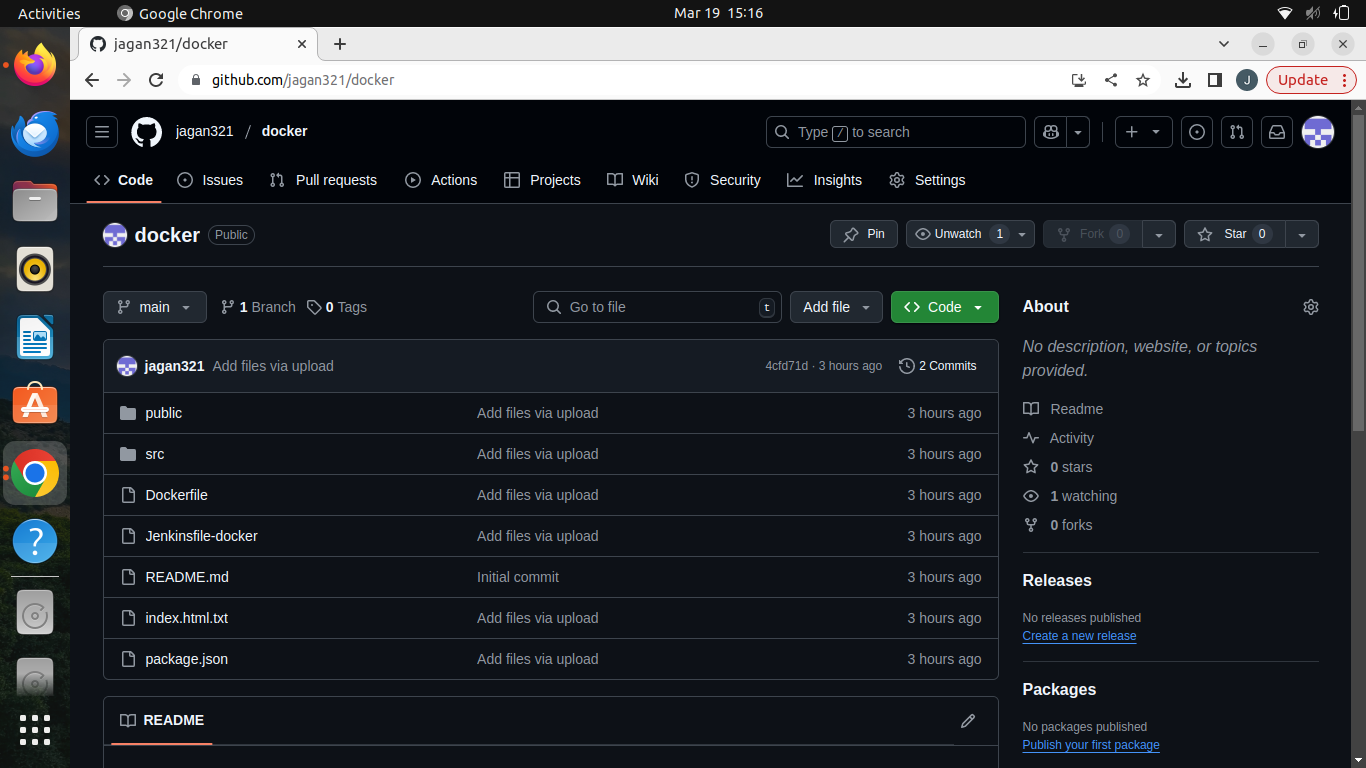 Activities Google Chrome Mar 19 15:16
jagan321/docker
github.com/jagan321/docker J Update
jagan321 / docker Type / to search
Code Issues Pull requests Actions Projects Wiki Security Insights Settings
docker Public Pin Unwatch 1 Fork 0 Star 0
main 1 Branch 0 Tags Go to file t Add file Code
jagan321 Add files via upload 4cfd71d · 3 hours ago 2 Commits
public Add files via upload 3 hours ago
src Add files via upload 3 hours ago
Dockerfile Add files via upload 3 hours ago
Jenkinsfile-docker Add files via upload 3 hours ago
README.md Initial commit 3 hours ago
index.html.txt Add files via upload 3 hours ago
package.json Add files via upload 3 hours ago
README
About
No description, website, or topics
provided.
Readme
Activity
0 stars
1 watching
0 forks
Releases
No releases published
Create a new release
Packages
No packages published
Publish your first package